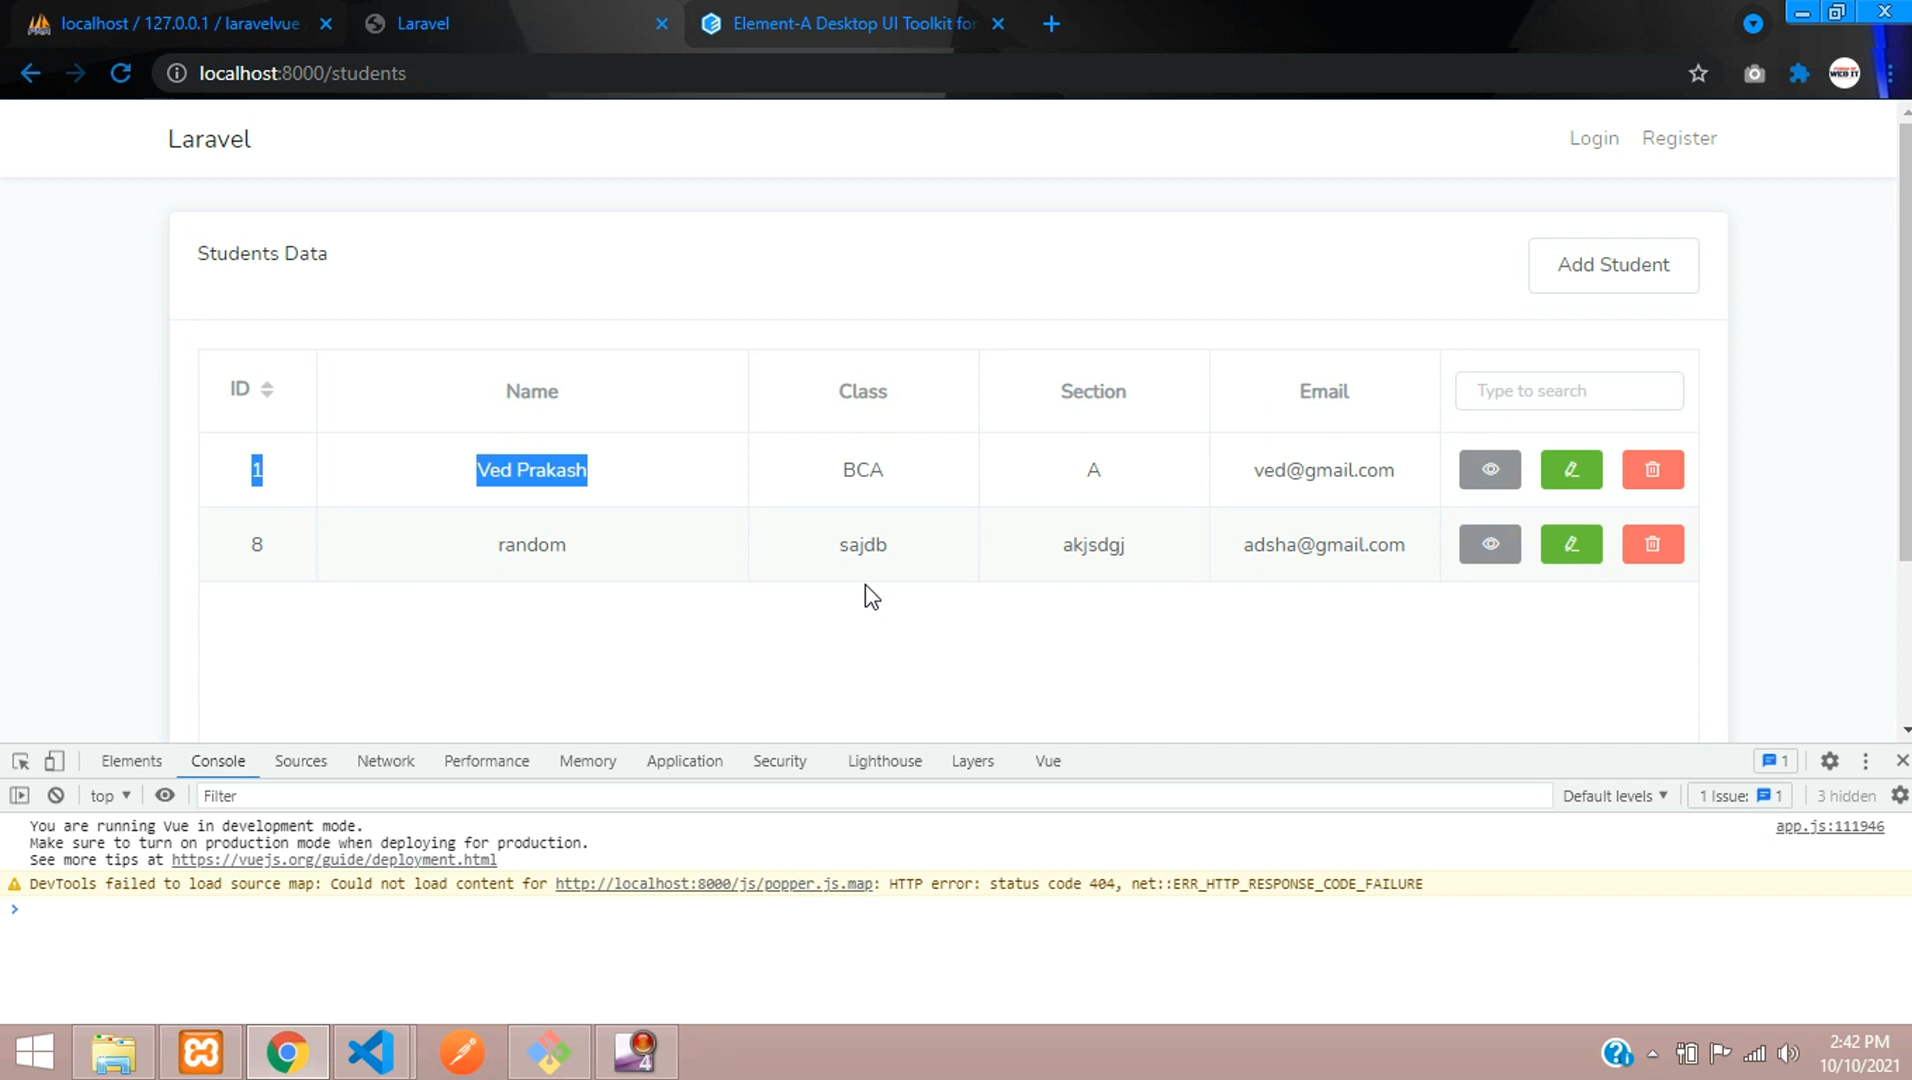 localhost / 127.0.0.1 / laravelvue
Laravel
Element-A Desktop UI Toolkit for
localhost:8000/students
WEB IT
Laravel
Login
Register
Students Data
Add Student
ID
Name
Class
Section
Email
Type to search
1
Ved Prakash
BCA
A
ved@gmail.com
8
random
sajdb
akjsdgj
adsha@gmail.com
Elements
Console
Sources
Network
Performance
Memory
Application
Security
Lighthouse
Layers
Vue
1
top
Filter
Default levels
1 Issue:
1
3 hidden
You are running Vue in development mode.
app.js:111946
Make sure to turn on production mode when deploying for production.
See more tips at https://vuejs.org/guide/deployment.html
DevTools failed to load source map: Could not load content for http://localhost:8000/js/popper.js.map: HTTP error: status code 404, net::ERR_HTTP_RESPONSE_CODE_FAILURE
4
2:42 PM
10/10/2021